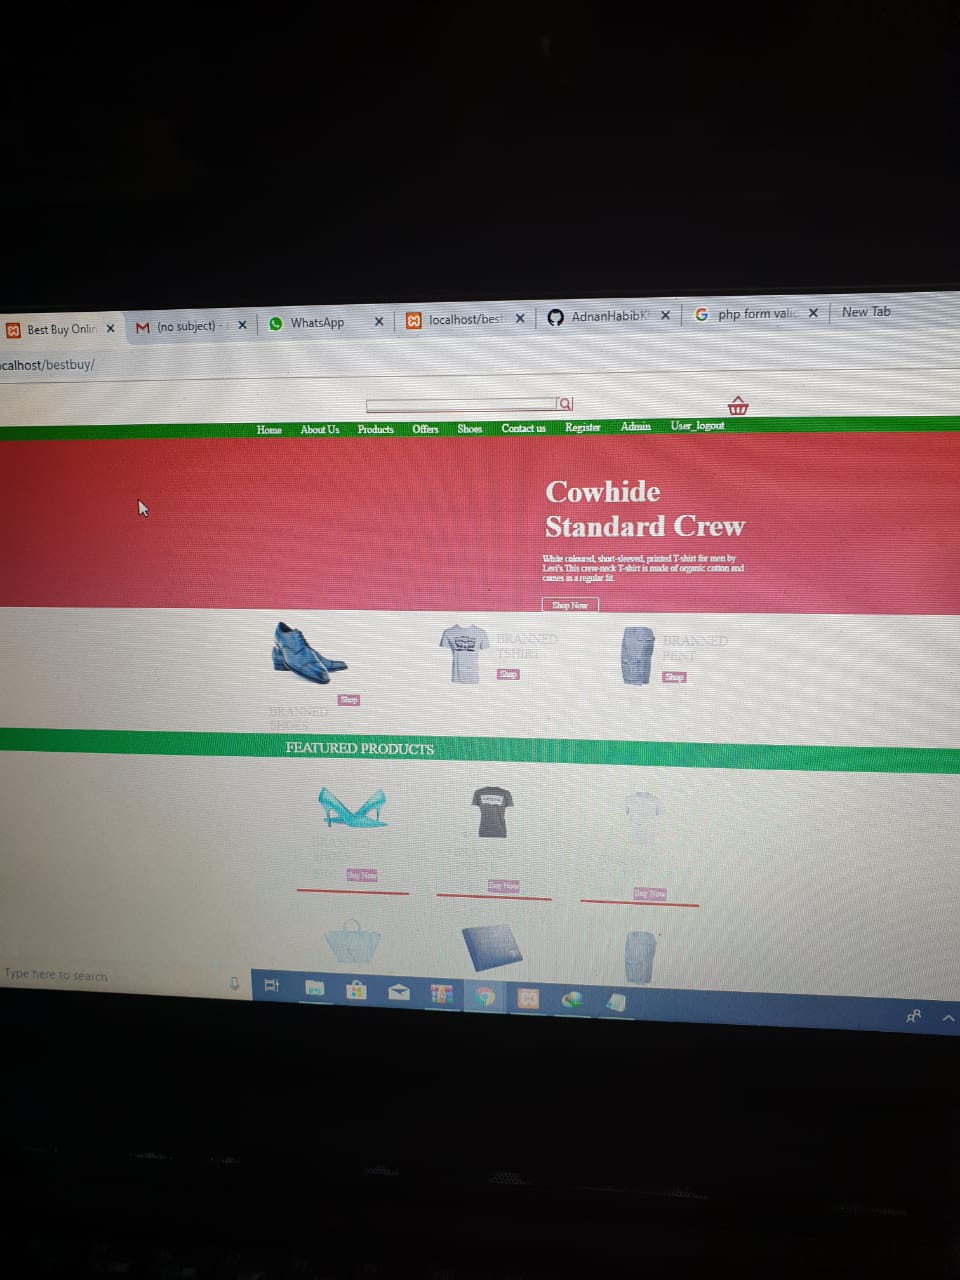 Best Buy Onlin
(no subject) -
WhatsApp
localhost/best
AdnanHabibK
php form valid
New Tab
ocalhost/bestbuy/
Home About Us Products Offers Shoes Contact us Register Admin User_logout
Cowhide
Standard Crew
White coloured, short-sleeved, printed T-shirt for men by
Levi's This crew-neck T-shirt is made of organic cotton and
comes in a regular fit.
Shop Now
BRANNED
TSHIRT
Shop
BRANNED
PENT
Shop
Shop
BRANNED
SHOES
FEATURED PRODUCTS
BRANNED
Buy Now
Buy Now
Buy Now
Type here to search